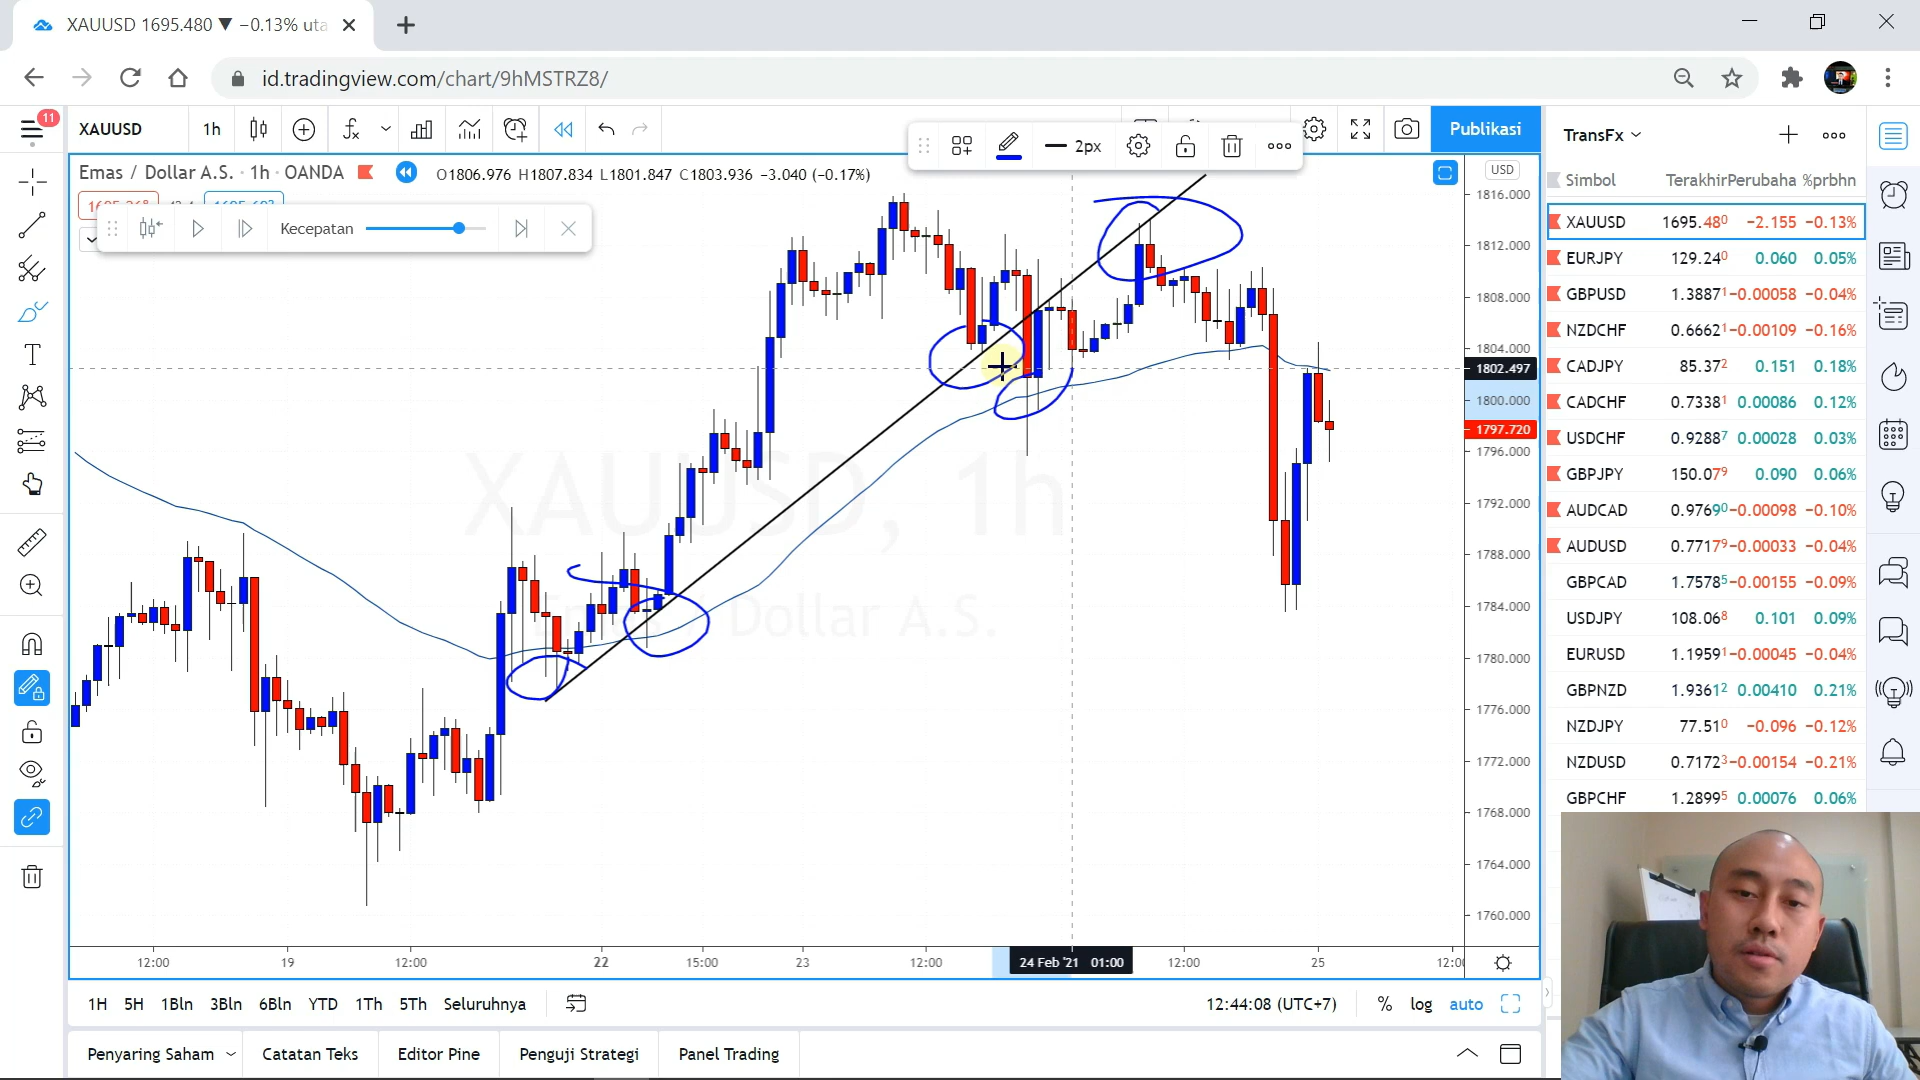 XAUUSD 1695.480 ▼ −0.13% uta
id.tradingview.com/chart/9hMSTRZ8/
11
XAUUSD 1h
2px
Publikasi
TransFx
Emas / Dollar A.S. · 1h · OANDA O1806.976 H1807.834 L1801.847 C1803.936 −3.040 (−0.17%)
USD
Kecepatan
Simbol Terakhir Perubaha %prbhn
XAUUSD 1695.480 −2.155 −0.13%
EURJPY 129.240 0.060 0.05%
GBPUSD 1.38871 −0.00058 −0.04%
NZDCHF 0.66621 −0.00109 −0.16%
CADJPY 85.372 0.151 0.18%
CADCHF 0.73381 0.00086 0.12%
USDCHF 0.92887 0.00028 0.03%
GBPJPY 150.079 0.090 0.06%
AUDCAD 0.97690 −0.00098 −0.10%
AUDUSD 0.77179 −0.00033 −0.04%
GBPCAD 1.75785 −0.00155 −0.09%
USDJPY 108.068 0.101 0.09%
EURUSD 1.19591 −0.00045 −0.04%
GBPNZD 1.93612 0.00410 0.21%
NZDJPY 77.510 −0.096 −0.12%
NZDUSD 0.71723 −0.00154 −0.21%
GBPCHF 1.28995 0.00076 0.06%
1816.000
1812.000
1808.000
1804.000
1802.497
1800.000
1797.720
1796.000
1792.000
1788.000
1784.000
1780.000
1776.000
1772.000
1768.000
1764.000
1760.000
XAUUSD, 1h
Emas / Dollar A.S.
12:00 19 12:00 22 15:00 23 12:00 24 Feb '21 01:00 12:00 25 12:00
1H 5H 1Bln 3Bln 6Bln YTD 1Th 5Th Seluruhnya 12:44:08 (UTC+7) % log auto
Penyaring Saham Catatan Teks Editor Pine Penguji Strategi Panel Trading